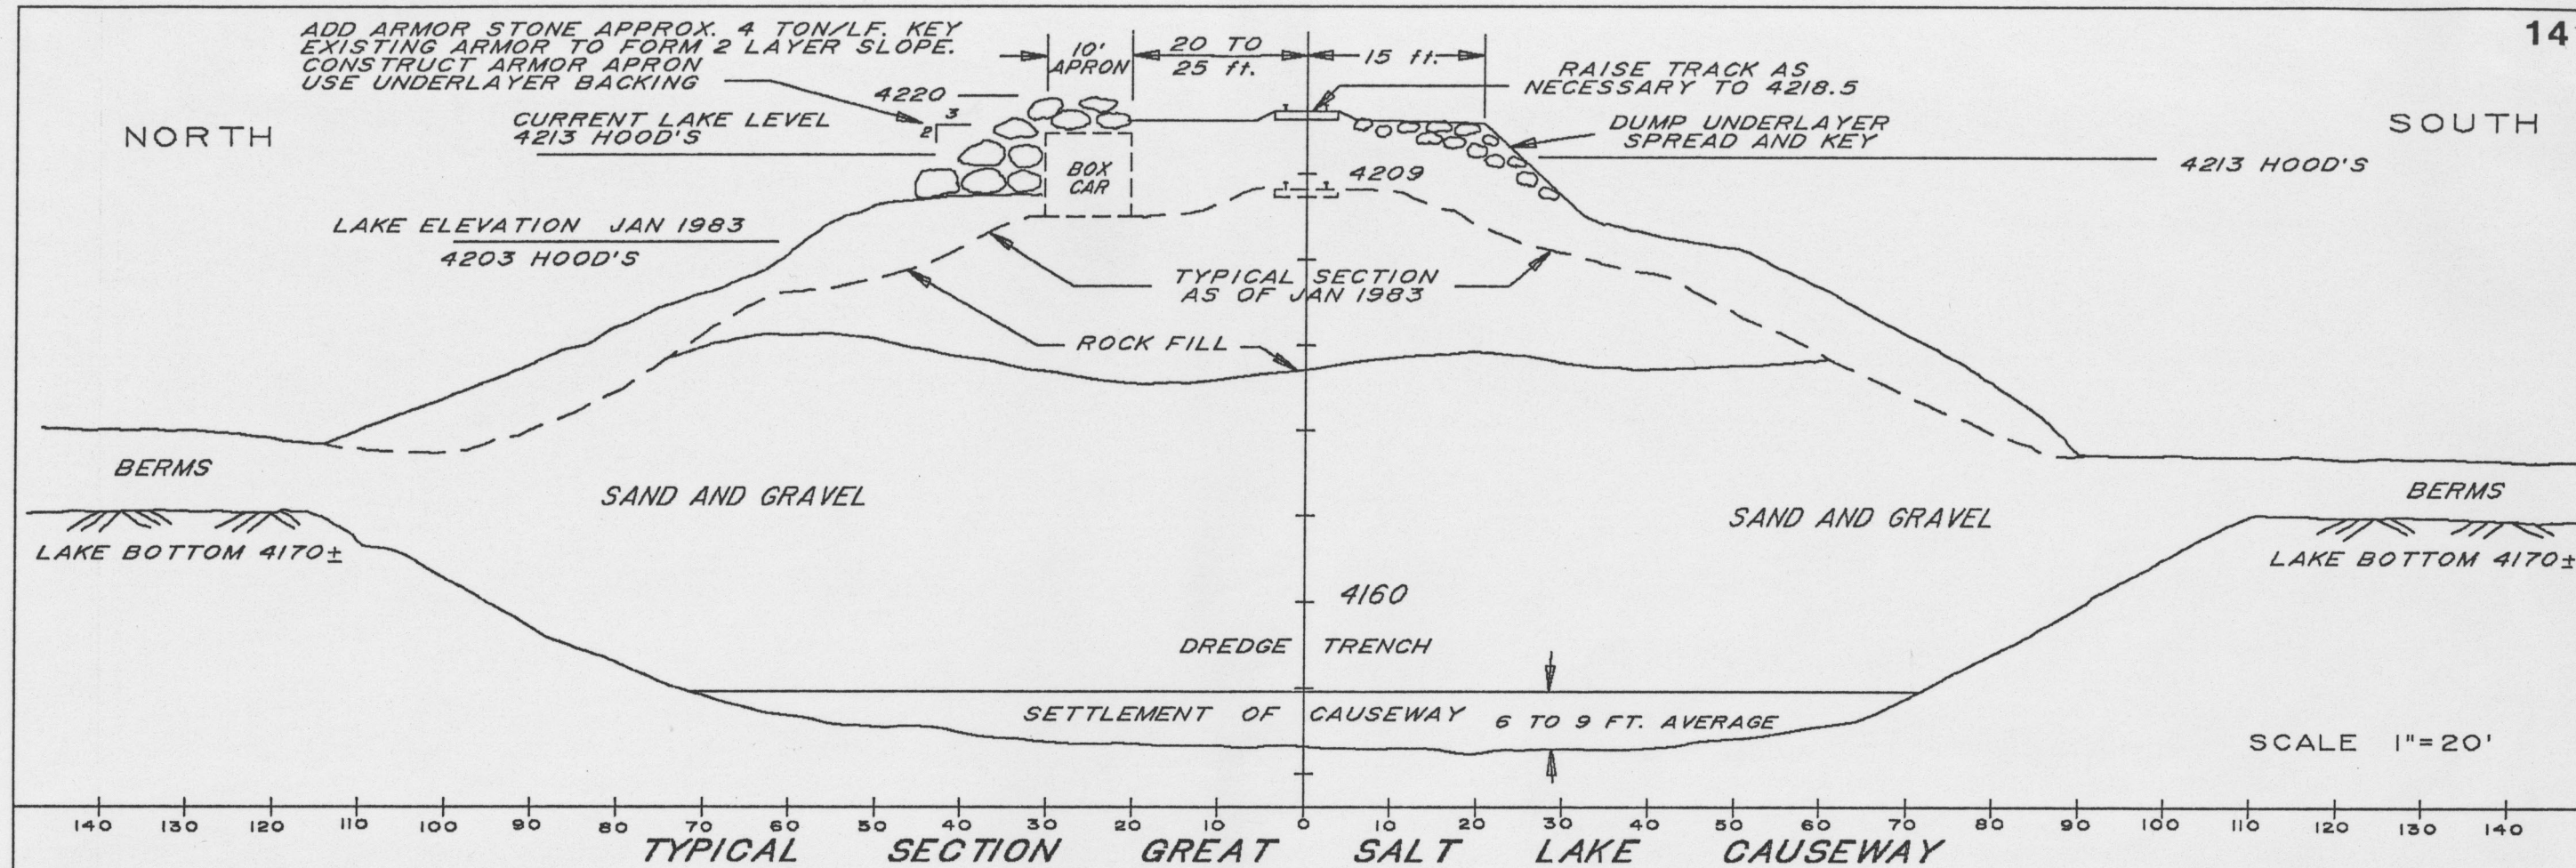 14
ADD ARMOR STONE APPROX. 4 TON/LF. KEY
EXISTING ARMOR TO FORM 2 LAYER SLOPE.
CONSTRUCT ARMOR APRON
USE UNDERLAYER BACKING
10'
APRON
20 TO
25 ft.
15 ft.
RAISE TRACK AS
NECESSARY TO 4218.5
4220
3
2
CURRENT LAKE LEVEL
4213 HOOD'S
NORTH
DUMP UNDERLAYER
SPREAD AND KEY
SOUTH
4213 HOOD'S
BOX
CAR
4209
LAKE ELEVATION JAN 1983
4203 HOOD'S
TYPICAL SECTION
AS OF JAN 1983
ROCK FILL
BERMS
SAND AND GRAVEL
SAND AND GRAVEL
BERMS
LAKE BOTTOM 4170±
LAKE BOTTOM 4170±
4160
DREDGE TRENCH
SETTLEMENT OF CAUSEWAY 6 TO 9 FT. AVERAGE
SCALE 1"=20'
140 130 120 110 100 90 80 70 60 50 40 30 20 10 0 10 20 30 40 50 60 70 80 90 100 110 120 130 140
TYPICAL SECTION GREAT SALT LAKE CAUSEWAY